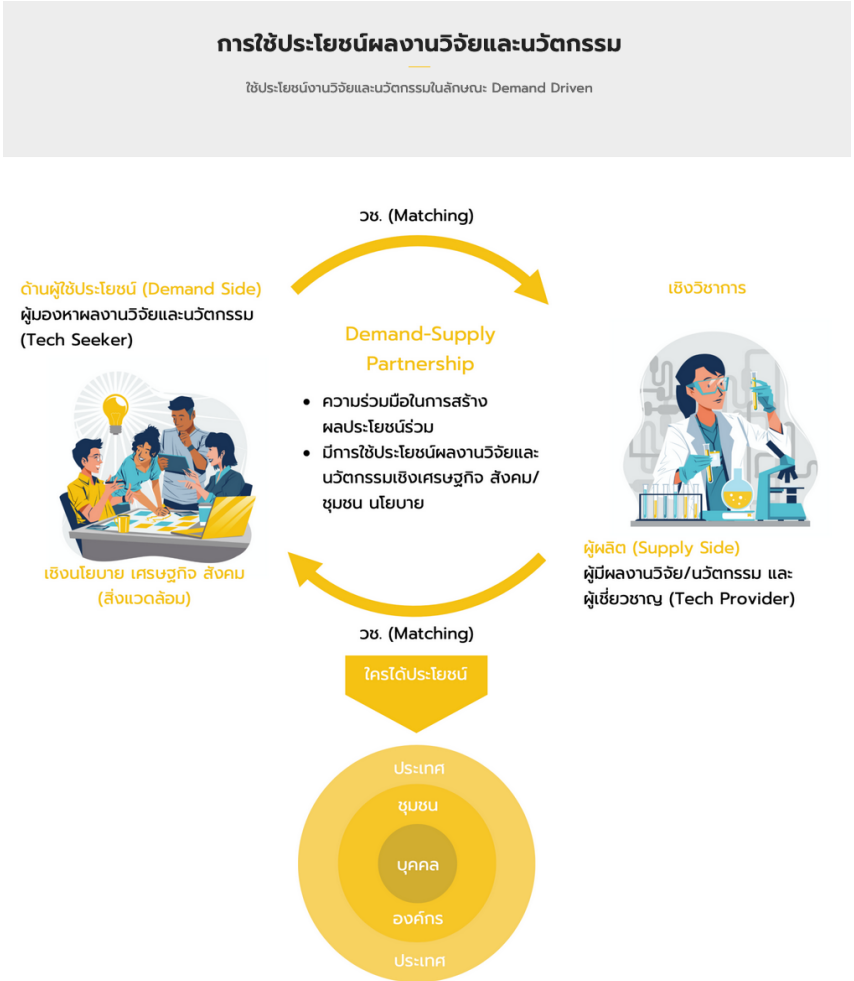 การใช้ประโยชน์ผลงานวิจัยและนวัตกรรม
ใช้ประโยชน์งานวิจัยและนวัตกรรมในลักษณะ Demand Driven
วช. (Matching)
ด้านผู้ใช้ประโยชน์ (Demand Side)
ผู้มองหาผลงานวิจัยและนวัตกรรม
(Tech Seeker)
เชิงวิชาการ
Demand-Supply
Partnership
• ความร่วมมือในการสร้าง
ผลประโยชน์ร่วม
• มีการใช้ประโยชน์ผลงานวิจัยและ
นวัตกรรมเชิงเศรษฐกิจ สังคม/
ชุมชน นโยบาย
เชิงนโยบาย เศรษฐกิจ สังคม
(สิ่งแวดล้อม)
ผู้ผลิต (Supply Side)
ผู้มีผลงานวิจัย/นวัตกรรม และ
ผู้เชี่ยวชาญ (Tech Provider)
วช. (Matching)
ใครได้ประโยชน์
ประเทศ
ชุมชน
บุคคล
องค์กร
ประเทศ